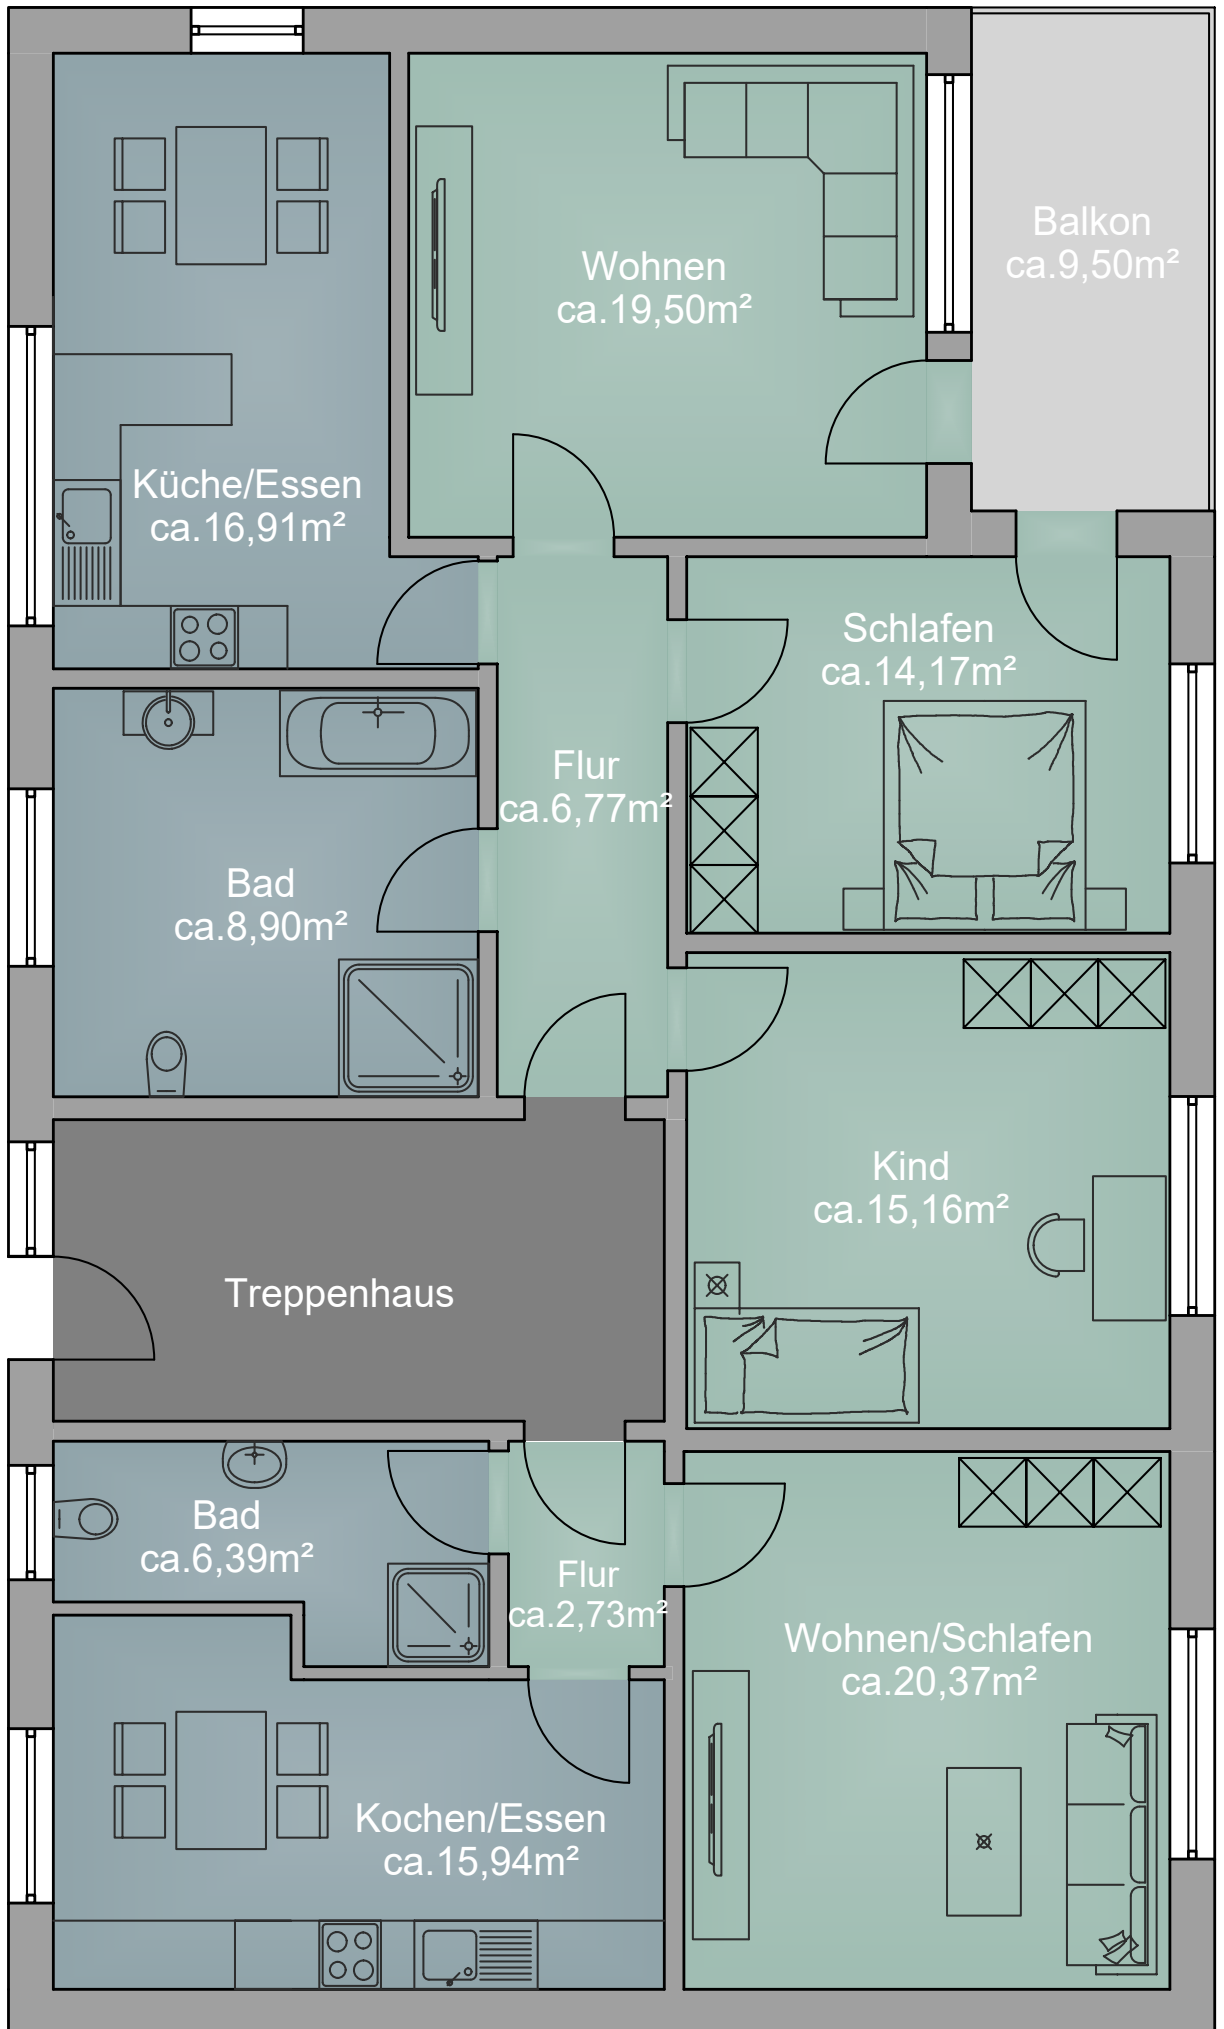 Balkon
ca.9,50m²
Wohnen
ca.19,50m²
Küche/Essen
ca.16,91m²
Schlafen
ca.14,17m²
Flur
ca.6,77m²
Bad
ca.8,90m²
Kind
ca.15,16m²
Treppenhaus
Bad
ca.6,39m²
Flur
ca.2,73m²
Wohnen/Schlafen
ca.20,37m²
Kochen/Essen
ca.15,94m²